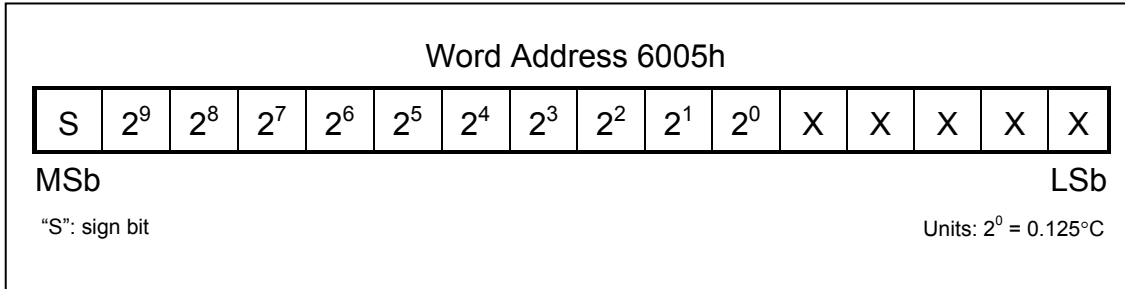 Word Address 6005h
S 2⁹ 2⁸ 2⁷ 2⁶ 2⁵ 2⁴ 2³ 2² 2¹ 2⁰ X X X X X
MSb LSb
“S”: sign bit Units: 2⁰ = 0.125°C